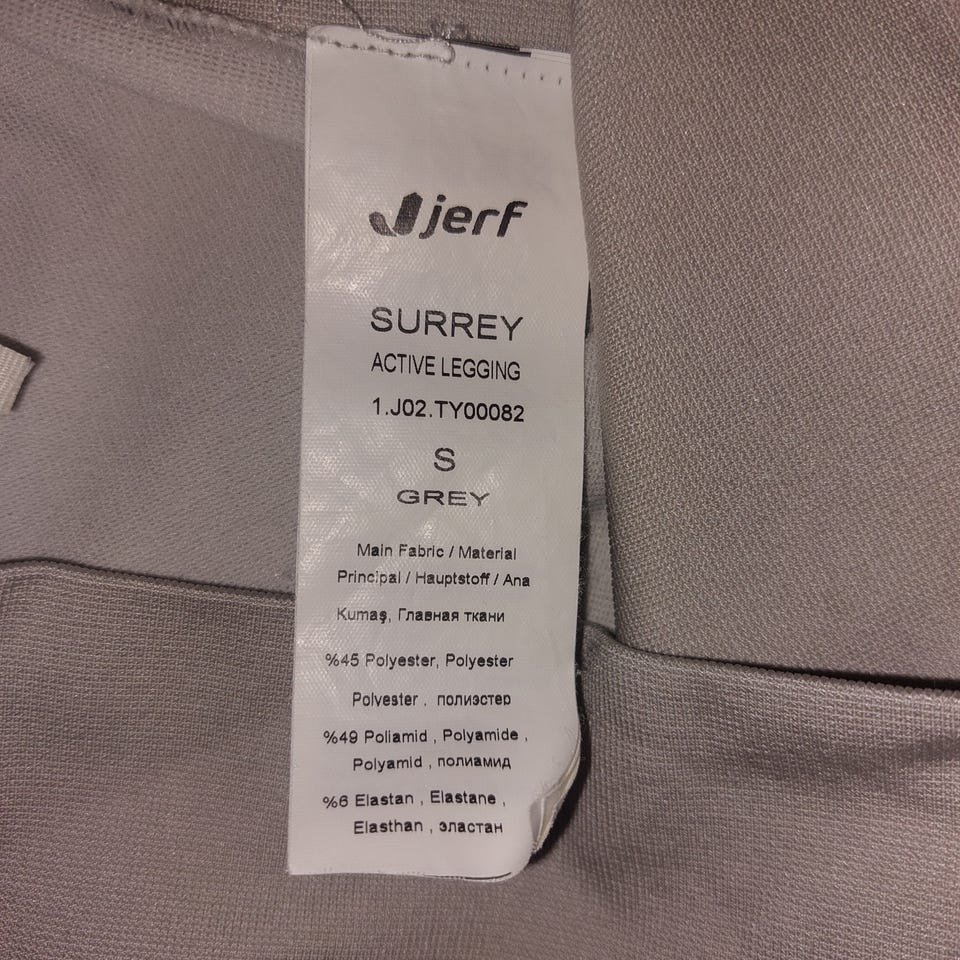 jerf
SURREY
ACTIVE LEGGING
1.J02.TY00082
S
GREY
Main Fabric / Material
Principal / Hauptstoff / Ana
Kumaş, Главная ткани
%45 Polyester, Polyester
Polyester , полиэстер
%49 Poliamid , Polyamide ,
Polyamid , полиамид
%6 Elastan , Elastane ,
Elasthan , эластан